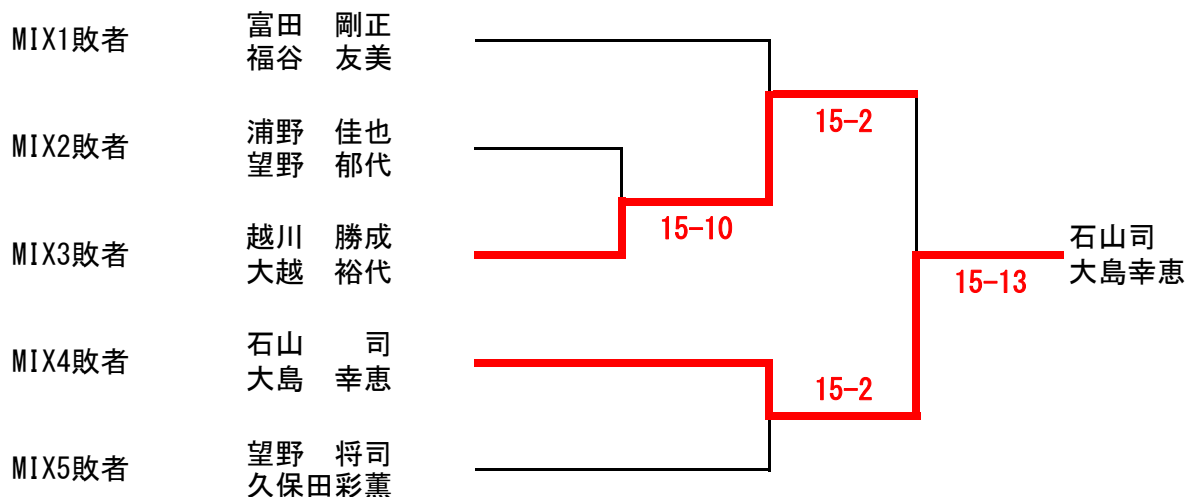 MIX1敗者 富田 剛正
福谷 友美
15-2
MIX2敗者 浦野 佳也
望野 郁代
15-10
MIX3敗者 越川 勝成
大越 裕代
石山司
大島幸恵
15-13
MIX4敗者 石山 司
大島 幸恵
15-2
MIX5敗者 望野 将司
久保田彩薫